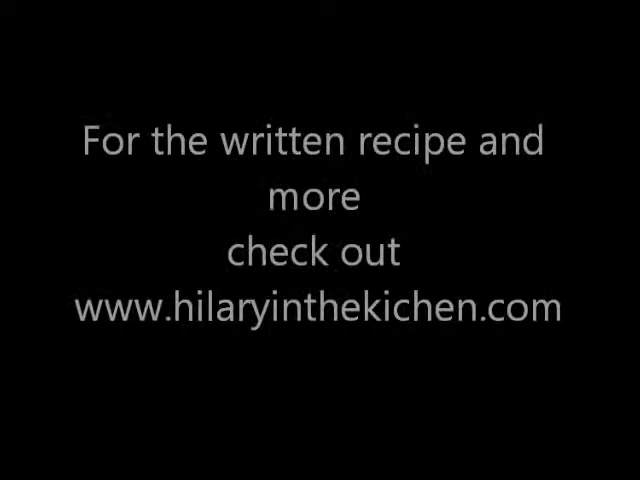 For the written recipe and
more
check out
www.hilaryinthekichen.com